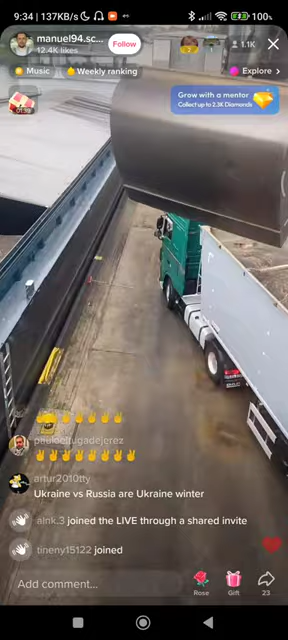 9:34 | 137KB/s
100%
manuel94.sc...
12.4K likes
Follow
1.1K
Music
Weekly ranking
Explore >
Grow with a mentor
Collect up to 2.3K Diamonds
✌✌✌✌✌✌✌
✌✌✌✌✌✌✌✌
artur2010tty
Ukraine vs Russia are Ukraine winter
alnk.3 joined the LIVE through a shared invite
tineny15122 joined
Add comment...
Rose
Gift
23